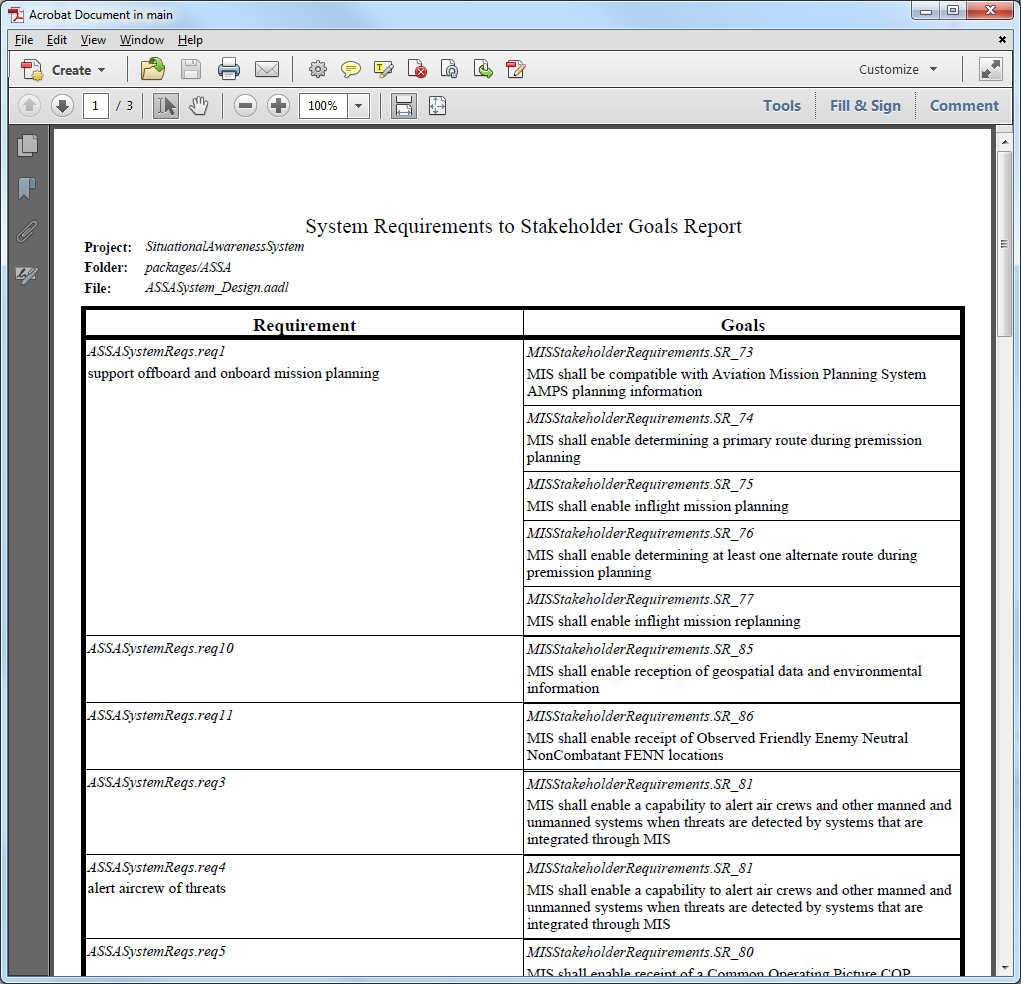 Acrobat Document in main
File Edit View Window Help
Create
Customize
1 / 3
100%
Tools Fill & Sign Comment
System Requirements to Stakeholder Goals Report
Project: SituationalAwarenessSystem
Folder: packages/ASSA
File: ASSASystem_Design.aadl
Requirement Goals
ASSASystemReqs.req1
support offboard and onboard mission planning
MISStakeholderRequirements.SR_73
MIS shall be compatible with Aviation Mission Planning System
AMPS planning information
MISStakeholderRequirements.SR_74
MIS shall enable determining a primary route during premission
planning
MISStakeholderRequirements.SR_75
MIS shall enable inflight mission planning
MISStakeholderRequirements.SR_76
MIS shall enable determining at least one alternate route during
premission planning
MISStakeholderRequirements.SR_77
MIS shall enable inflight mission replanning
ASSASystemReqs.req10
MISStakeholderRequirements.SR_85
MIS shall enable reception of geospatial data and environmental
information
ASSASystemReqs.req11
MISStakeholderRequirements.SR_86
MIS shall enable receipt of Observed Friendly Enemy Neutral
NonCombatant FENN locations
ASSASystemReqs.req3
MISStakeholderRequirements.SR_81
MIS shall enable a capability to alert air crews and other manned and
unmanned systems when threats are detected by systems that are
integrated through MIS
ASSASystemReqs.req4
alert aircrew of threats
MISStakeholderRequirements.SR_81
MIS shall enable a capability to alert air crews and other manned and
unmanned systems when threats are detected by systems that are
integrated through MIS
ASSASystemReqs.req5
MISStakeholderRequirements.SR_80
MIS shall enable receipt of a Common Operating Picture COP